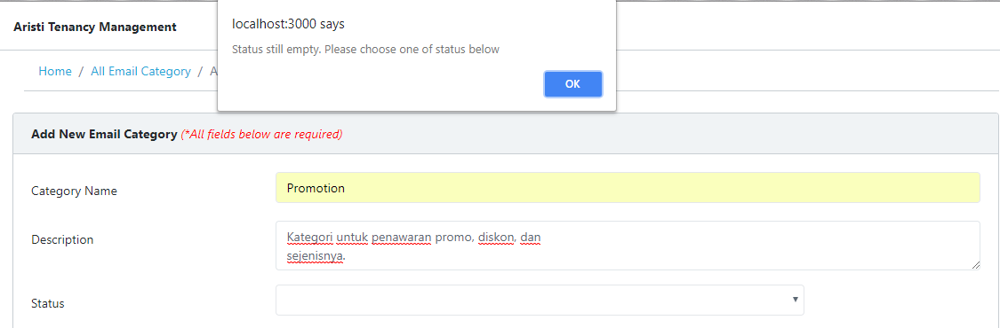 localhost:3000 says
Aristi Tenancy Management
Status still empty. Please choose one of status below
Home / All Email Category / A
OK
Add New Email Category (*All fields below are required)
Category Name
Promotion
Description
Kategori untuk penawaran promo, diskon, dan
sejenisnya.
Status